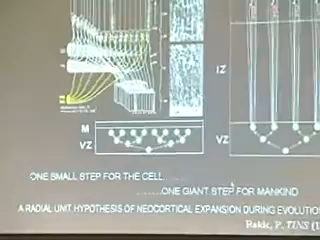 IZ
M
VZ
VZ
ONE SMALL STEP FOR THE CELL.......
.......ONE GIANT STEP FOR MANKIND
A RADIAL UNIT HYPOTHESIS OF NEOCORTICAL EXPANSION DURING EVOLUTION
Rakic, P. TINS (1